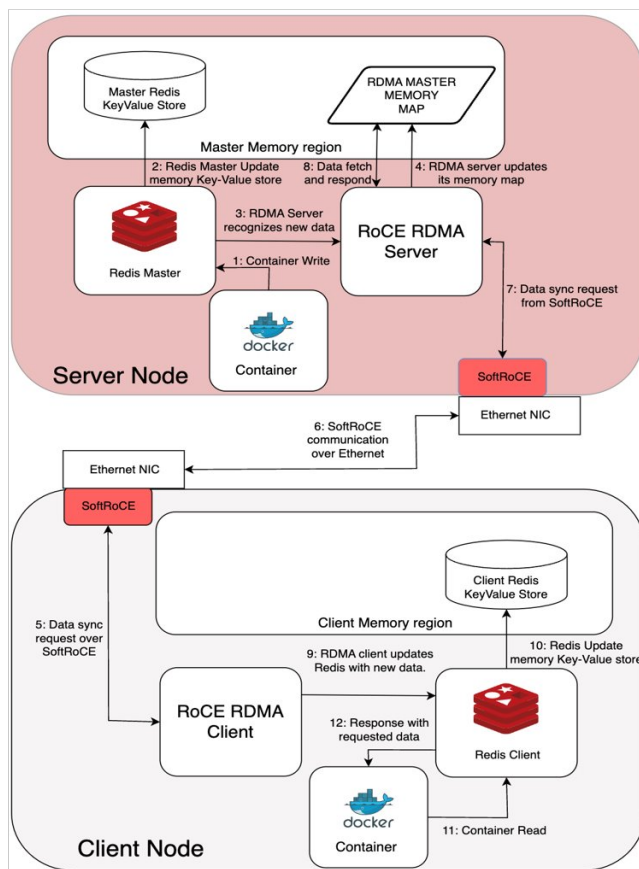 Master Redis
KeyValue Store
RDMA MASTER
MEMORY
MAP
Master Memory region
2: Redis Master Update
memory Key-Value store
8: Data fetch
and respond
4: RDMA server updates
its memory map
3: RDMA Server
recognizes new data
Redis Master
RoCE RDMA
Server
1: Container Write
docker
Container
7: Data sync request
from SoftRoCE
Server Node
SoftRoCE
Ethernet NIC
6: SoftRoCE
communication
over Ethernet
Ethernet NIC
SoftRoCE
Client Redis
KeyValue Store
Client Memory region
5: Data sync
request over
SoftRoCE
9: RDMA client updates
Redis with new data.
10: Redis Update
memory Key-Value store
RoCE RDMA
Client
12: Response with
requested data
Redis Client
docker
Container
11: Container Read
Client Node